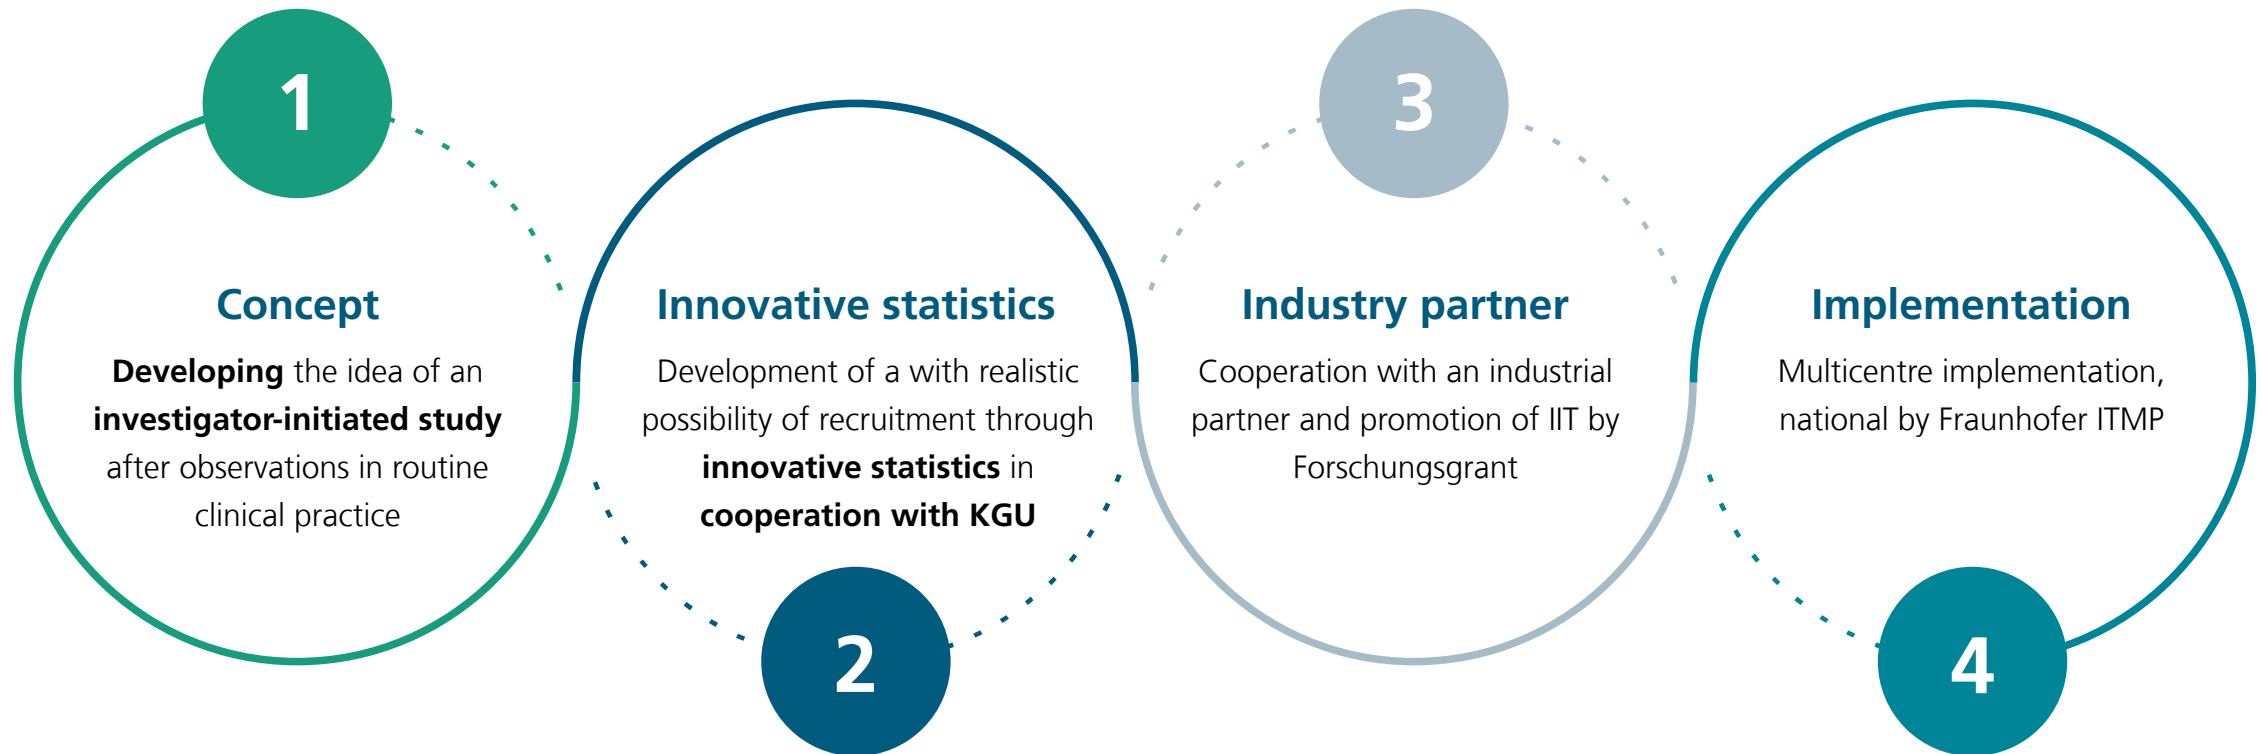 1
Concept
Developing the idea of an
investigator-initiated study
after observations in routine
clinical practice
2
Innovative statistics
Development of a with realistic
possibility of recruitment through
innovative statistics in
cooperation with KGU
3
Industry partner
Cooperation with an industrial
partner and promotion of IIT by
Forschungsgrant
4
Implementation
Multicentre implementation,
national by Fraunhofer ITMP